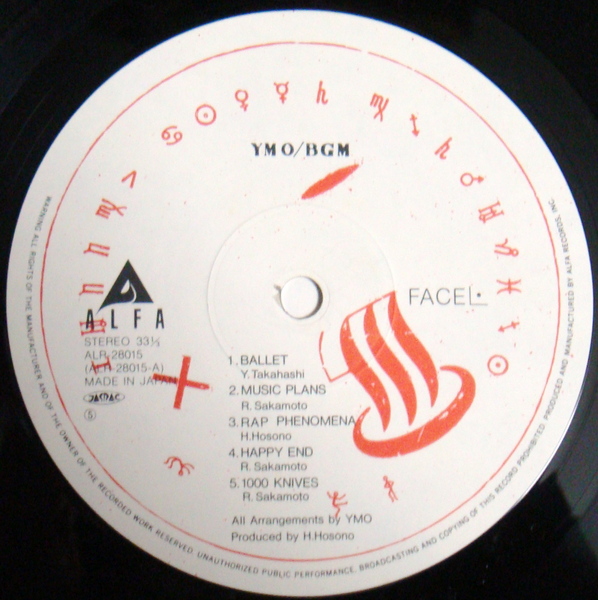 YMO/BGM
ALFA
STEREO 33⅓
ALR-28015
(ALR-28015-A)
MADE IN JAPAN
JASRAC
Ⓢ
FACE L
1. BALLET
Y.Takahashi
2. MUSIC PLANS
R. Sakamoto
3. RAP PHENOMENA
H.Hosono
4. HAPPY END
R. Sakamoto
5. 1000 KNIVES
R. Sakamoto
All Arrangements by YMO
Produced by H.Hosono
WARNING ALL RIGHTS OF THE MANUFACTURER AND OF THE OWNER OF THE RECORDED WORK RESERVED. UNAUTHORIZED PUBLIC PERFORMANCE, BROADCASTING AND COPYING OF THIS RECORD PROHIBITED. PRODUCED AND MANUFACTURED BY ALFA RECORDS, INC.